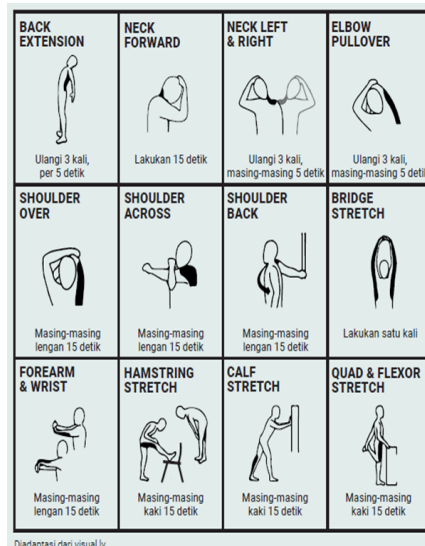 BACK
EXTENSION
Ulangi 3 kali,
per 5 detik
NECK
FORWARD
Lakukan 15 detik
NECK LEFT
& RIGHT
Ulangi 3 kali,
masing-masing 5 detik
ELBOW
PULLOVER
Ulangi 3 kali,
masing-masing 5 detik
SHOULDER
OVER
Masing-masing
lengan 15 detik
SHOULDER
ACROSS
Masing-masing
lengan 15 detik
SHOULDER
BACK
Masing-masing
lengan 15 detik
BRIDGE
STRETCH
Lakukan satu kali
FOREARM
& WRIST
Masing-masing
lengan 15 detik
HAMSTRING
STRETCH
Masing-masing
kaki 15 detik
CALF
STRETCH
Masing-masing
kaki 15 detik
QUAD & FLEXOR
STRETCH
Masing-masing
kaki 15 detik
Diadaptasi dari visual.ly